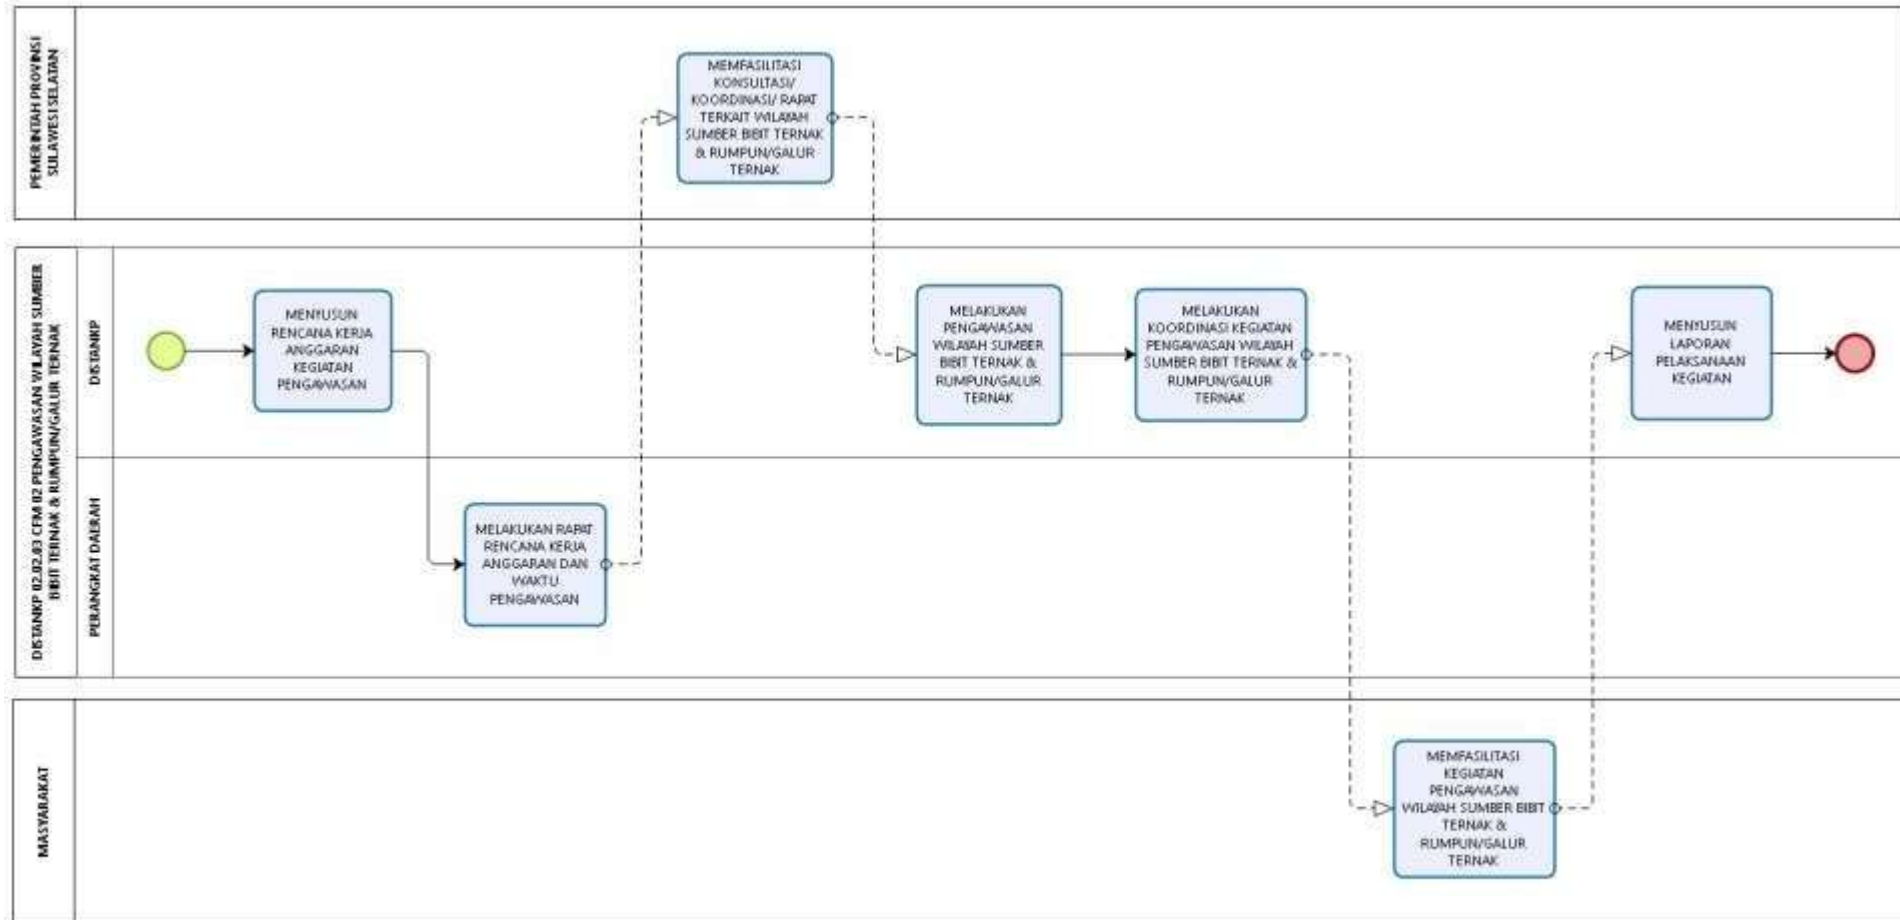 PEMERINTAH PROVINSI
SULAWESI SELATAN
MEMFASILITASI
KONSULTASI/
KOORDINASI/ RAPAT
TERKAIT WILAYAH
SUMBER BIBIT TERNAK
& RUMPUN/GALUR
TERNAK
DISTANKP 02.02.03 CFM 02 PENGAWASAN WILAYAH SUMBER
BIBIT TERNAK & RUMPUN/GALUR TERNAK
DISTANKP
MENYUSUN
RENCANA KERJA
ANGGARAN
KEGIATAN
PENGAWASAN
MELAKUKAN
PENGAWASAN
WILAYAH SUMBER
BIBIT TERNAK &
RUMPUN/GALUR
TERNAK
MELAKUKAN
KOORDINASI KEGIATAN
PENGAWASAN WILAYAH
SUMBER BIBIT TERNAK &
RUMPUN/GALUR
TERNAK
MENYUSUN
LAPORAN
PELAKSANAAN
KEGIATAN
PERANGKAT DAERAH
MELAKUKAN RAPAT
RENCANA KERJA
ANGGARAN DAN
WAKTU
PENGAWASAN
MASYARAKAT
MEMFASILITASI
KEGIATAN
PENGAWASAN
WILAYAH SUMBER BIBIT
TERNAK &
RUMPUN/GALUR
TERNAK